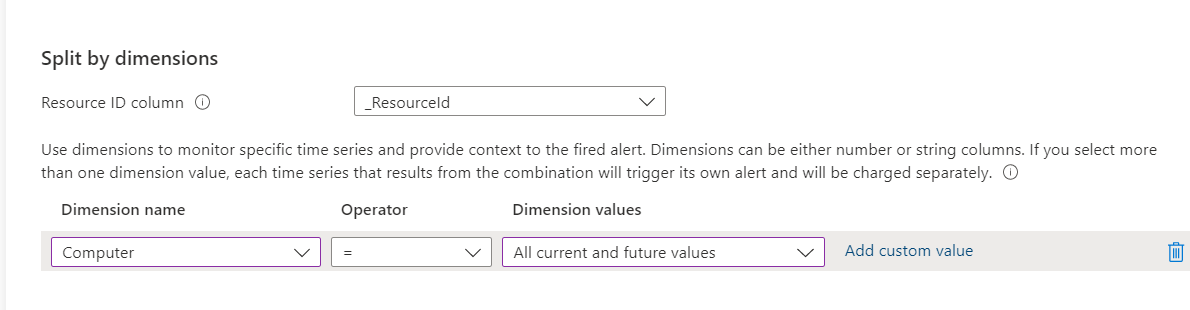 Split by dimensions
Resource ID column
_ResourceId
Use dimensions to monitor specific time series and provide context to the fired alert. Dimensions can be either number or string columns. If you select more
than one dimension value, each time series that results from the combination will trigger its own alert and will be charged separately.
Dimension name Operator Dimension values
Computer = All current and future values Add custom value